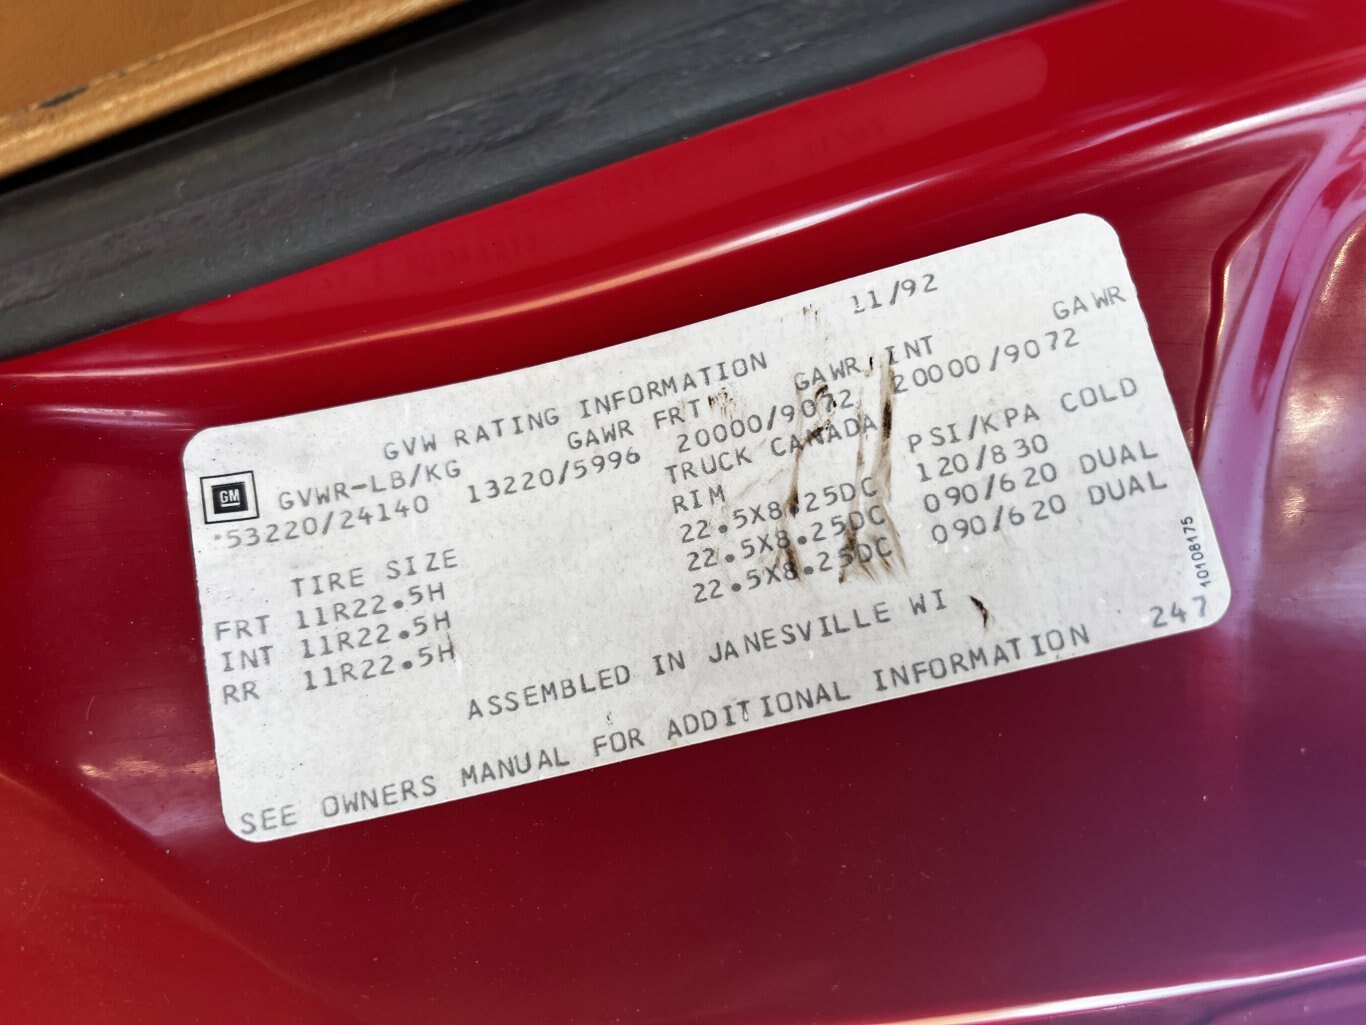 11/92
GVW RATING INFORMATION
GVWR-LB/KG GAWR FRT GAWR INT GAWR
53220/24140 13220/5996 20000/9072 20000/9072
TRUCK CANADA
TIRE SIZE RIM PSI/KPA COLD
FRT 11R22.5H 22.5X8.25DC 120/830
INT 11R22.5H 22.5X8.25DC 090/620 DUAL
RR 11R22.5H 22.5X8.25DC 090/620 DUAL
ASSEMBLED IN JANESVILLE WI
SEE OWNERS MANUAL FOR ADDITIONAL INFORMATION 247
GM
10108175